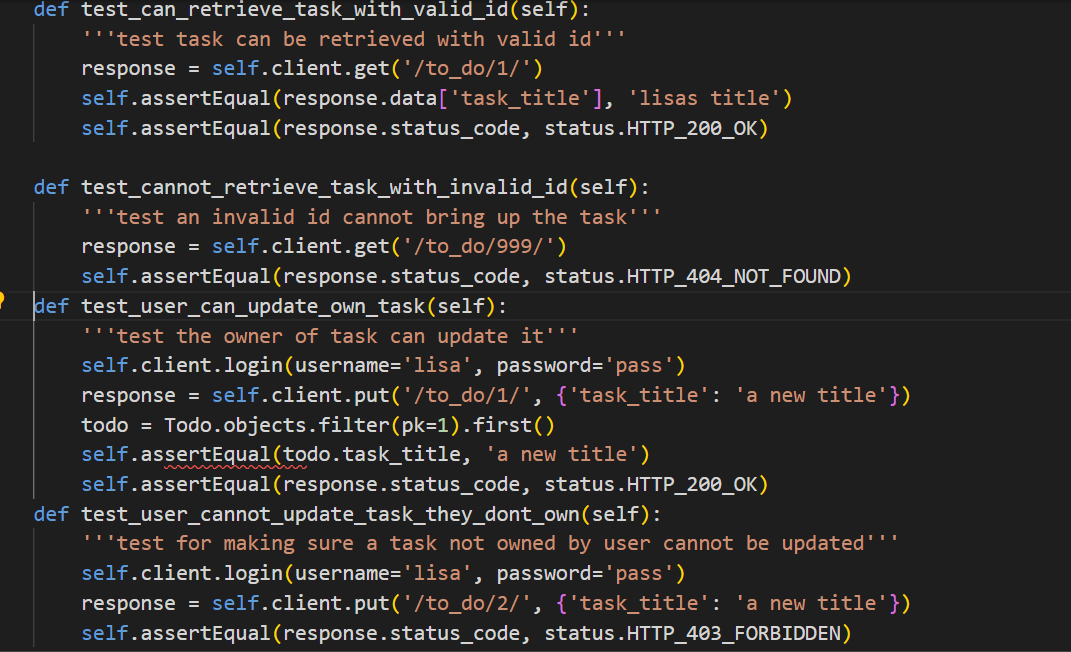 def test_can_retrieve_task_with_valid_id(self):
    '''test task can be retrieved with valid id'''
    response = self.client.get('/to_do/1/')
    self.assertEqual(response.data['task_title'], 'lisas title')
    self.assertEqual(response.status_code, status.HTTP_200_OK)

def test_cannot_retrieve_task_with_invalid_id(self):
    '''test an invalid id cannot bring up the task'''
    response = self.client.get('/to_do/999/')
    self.assertEqual(response.status_code, status.HTTP_404_NOT_FOUND)
def test_user_can_update_own_task(self):
    '''test the owner of task can update it'''
    self.client.login(username='lisa', password='pass')
    response = self.client.put('/to_do/1/', {'task_title': 'a new title'})
    todo = Todo.objects.filter(pk=1).first()
    self.assertEqual(todo.task_title, 'a new title')
    self.assertEqual(response.status_code, status.HTTP_200_OK)
def test_user_cannot_update_task_they_dont_own(self):
    '''test for making sure a task not owned by user cannot be updated'''
    self.client.login(username='lisa', password='pass')
    response = self.client.put('/to_do/2/', {'task_title': 'a new title'})
    self.assertEqual(response.status_code, status.HTTP_403_FORBIDDEN)